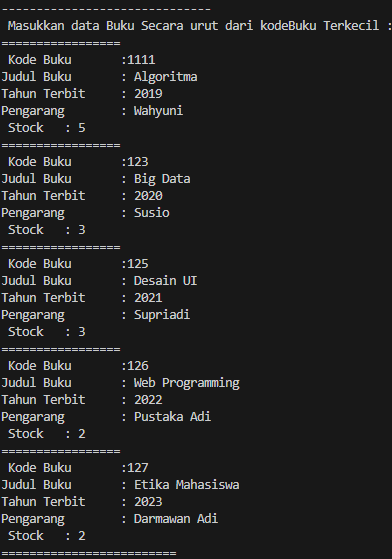 ------------------------------
 Masukkan data Buku Secara urut dari kodeBuku Terkecil :
=================
 Kode Buku       :1111
Judul Buku       : Algoritma
Tahun Terbit     : 2019
Pengarang        : Wahyuni
 Stock   : 5
=================
 Kode Buku       :123
Judul Buku       : Big Data
Tahun Terbit     : 2020
Pengarang        : Susio
 Stock   : 3
=================
 Kode Buku       :125
Judul Buku       : Desain UI
Tahun Terbit     : 2021
Pengarang        : Supriadi
 Stock   : 3
=================
 Kode Buku       :126
Judul Buku       : Web Programming
Tahun Terbit     : 2022
Pengarang        : Pustaka Adi
 Stock   : 2
=================
 Kode Buku       :127
Judul Buku       : Etika Mahasiswa
Tahun Terbit     : 2023
Pengarang        : Darmawan Adi
 Stock   : 2
=========================